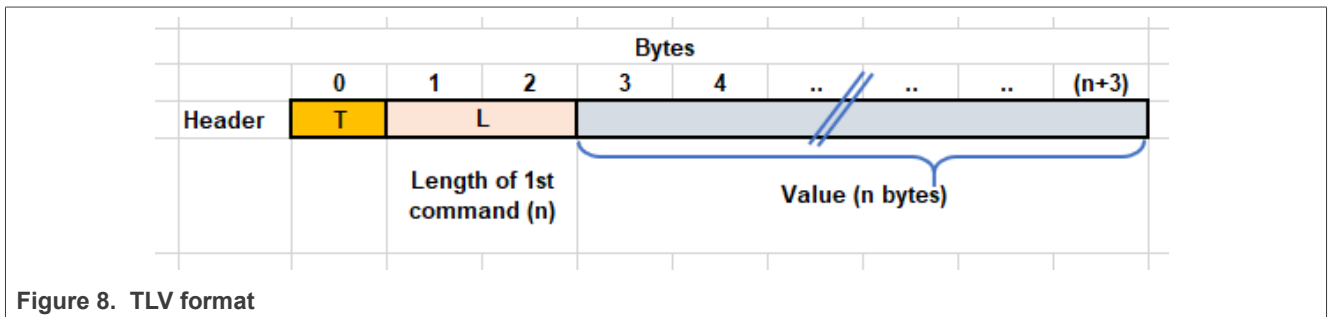 Bytes
0 1 2 3 4 .. .. .. (n+3)
Header T L
Length of 1st
command (n)
Value (n bytes)
Figure 8. TLV format